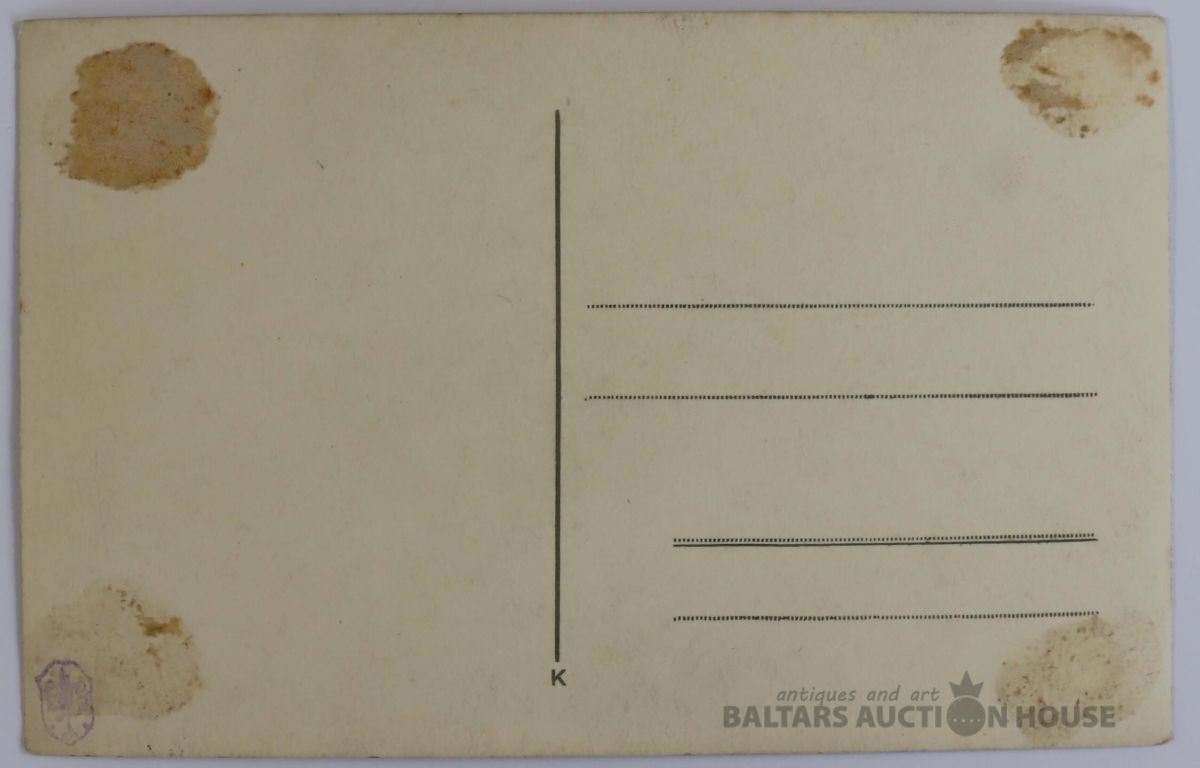 K
antiques and art
BALTARS AUCTION HOUSE